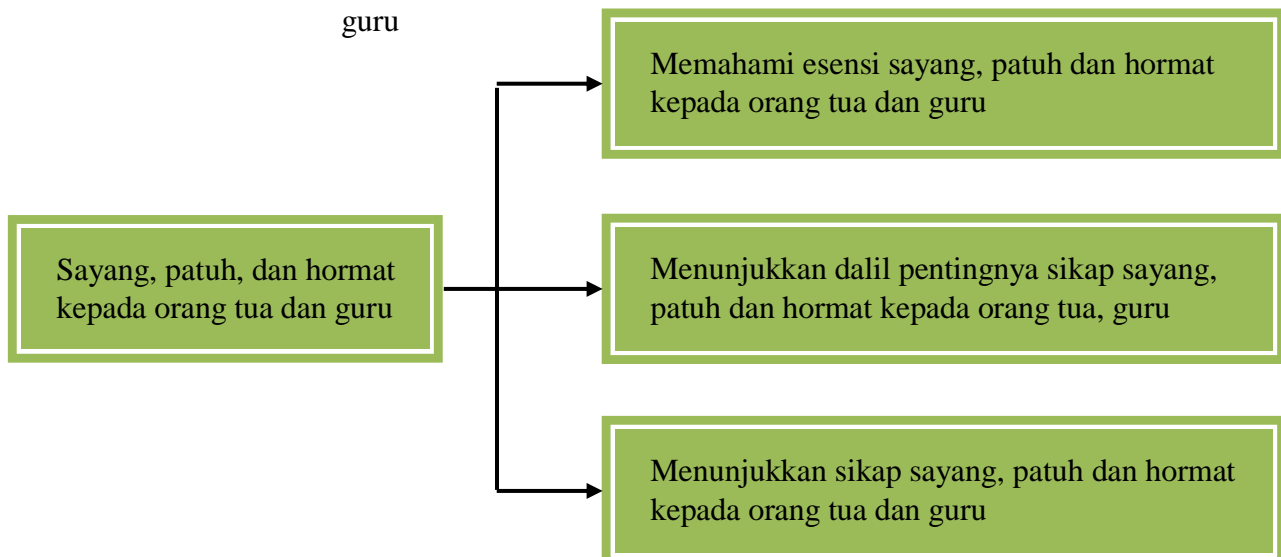 guru
Memahami esensi sayang, patuh dan hormat
kepada orang tua dan guru
Sayang, patuh, dan hormat
kepada orang tua dan guru
Menunjukkan dalil pentingnya sikap sayang,
patuh dan hormat kepada orang tua, guru
Menunjukkan sikap sayang, patuh dan hormat
kepada orang tua dan guru